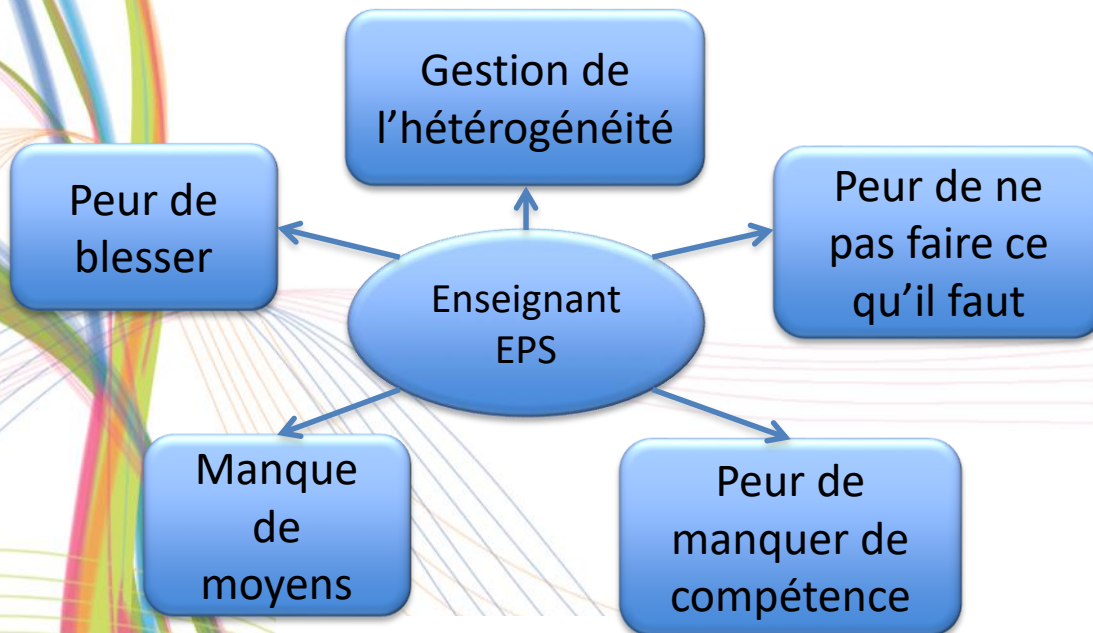 Gestion de
l’hétérogénéité
Peur de
blesser
Peur de ne
pas faire ce
qu’il faut
Enseignant
EPS
Manque
de
moyens
Peur de
manquer de
compétence